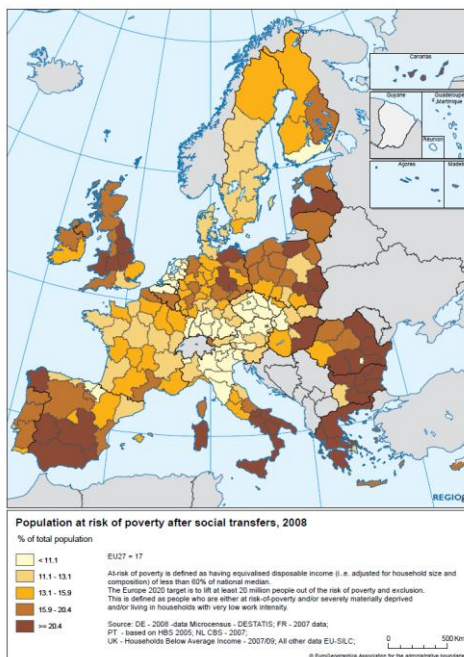 Canarias
Guyane
Guadeloupe
Martinique
Réunion
Açores
Madeira
REGIO
Population at risk of poverty after social transfers, 2008
% of total population
< 11.1
11.1 - 13.1
13.1 - 15.9
15.9 - 20.4
>= 20.4
EU27 = 17
At-risk of poverty is defined as having equivalised disposable income (i.e. adjusted for household size and
composition) of less than 60% of national median.
The Europe 2020 target is to lift at least 20 million people out of the risk of poverty and exclusion.
This is defined as people who are either at risk-of-poverty and/or severely materially deprived
and/or living in households with very low work intensity.
Source: DE - 2008 -data Microcensus - DESTATIS; FR - 2007 data;
PT - based on HBS 2005; NL CBS - 2007;
UK - Households Below Average Income - 2007/09; All other data EU-SILC;
0 500 Km
© EuroGeographics Association for the administrative boundaries